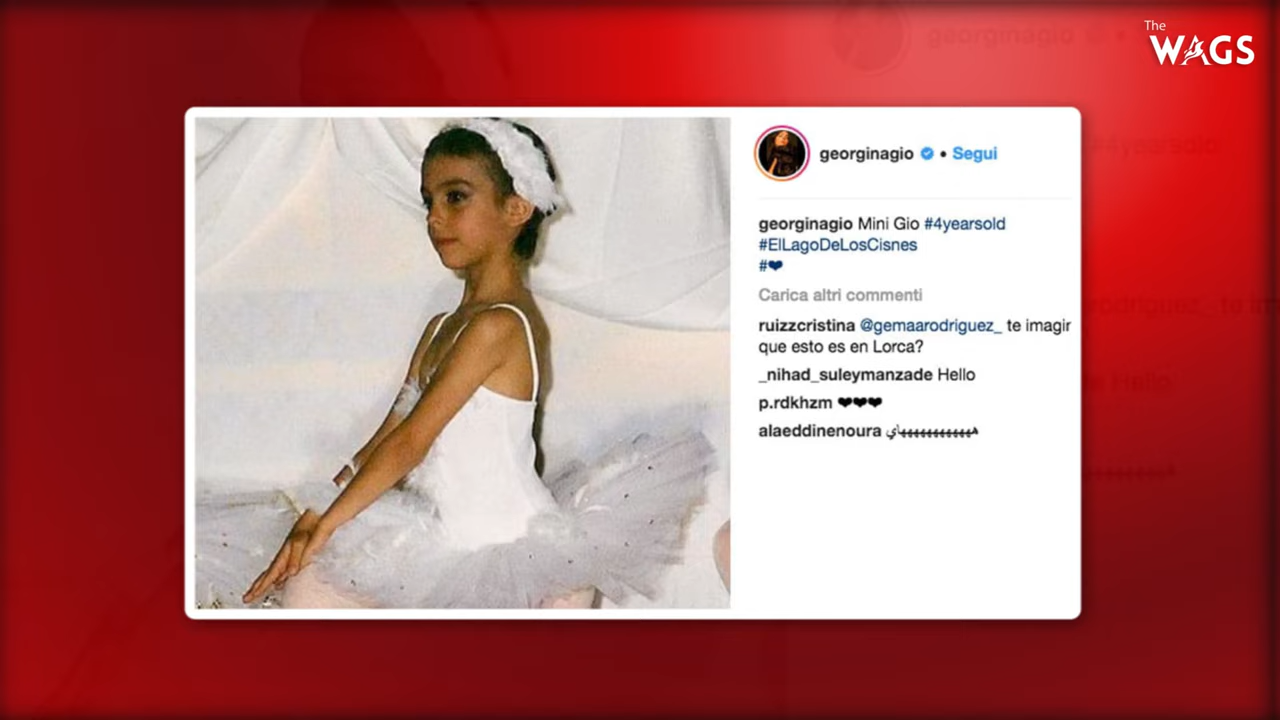 The
WAGS
georginagio • Segui
georginagio Mini Gio #4yearsold
#ElLagoDeLosCisnes
#❤
Carica altri commenti
ruizzcristina @gemaarodriguez_ te imagir
que esto es en Lorca?
_nihad_suleymanzade Hello
p.rdkhzm ❤❤❤
alaeddinenoura هههههههههههاي